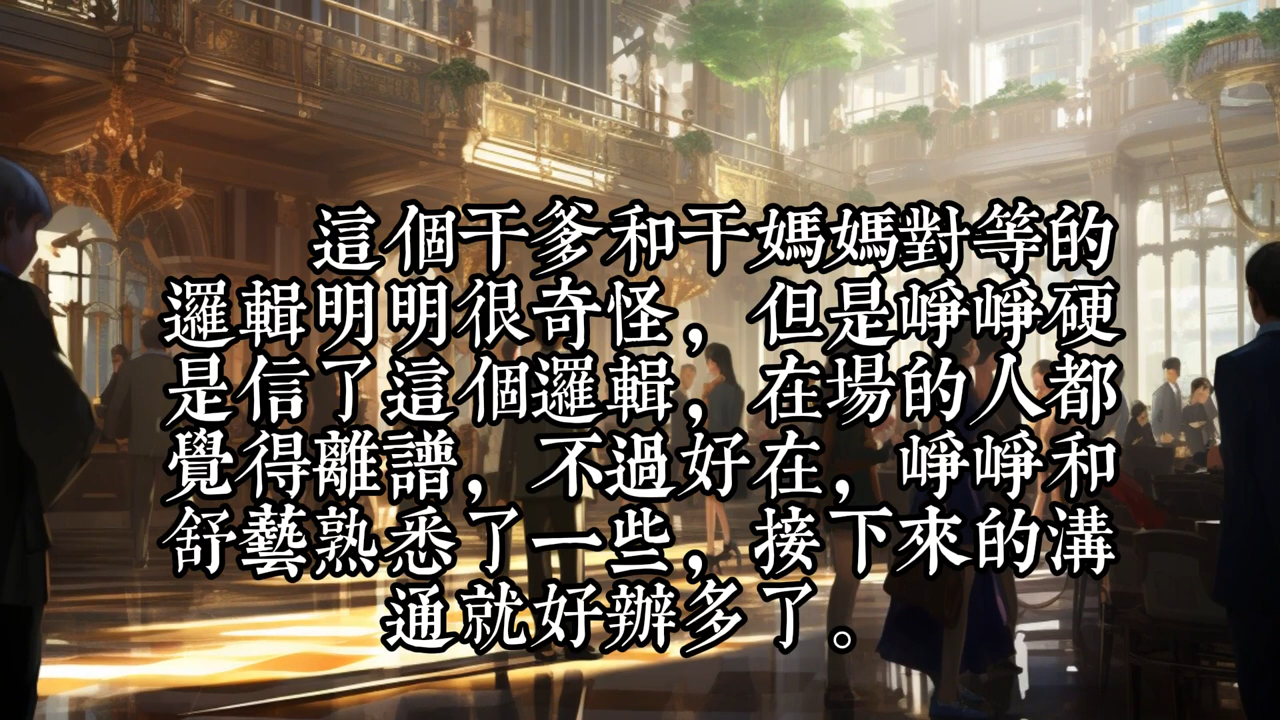 這個干爹和干媽媽對等的
邏輯明明很奇怪，但是崢崢硬
是信了這個邏輯，在場的人都
覺得離譜，不過好在，崢崢和
舒藝熟悉了一些，接下來的溝
通就好辦多了。